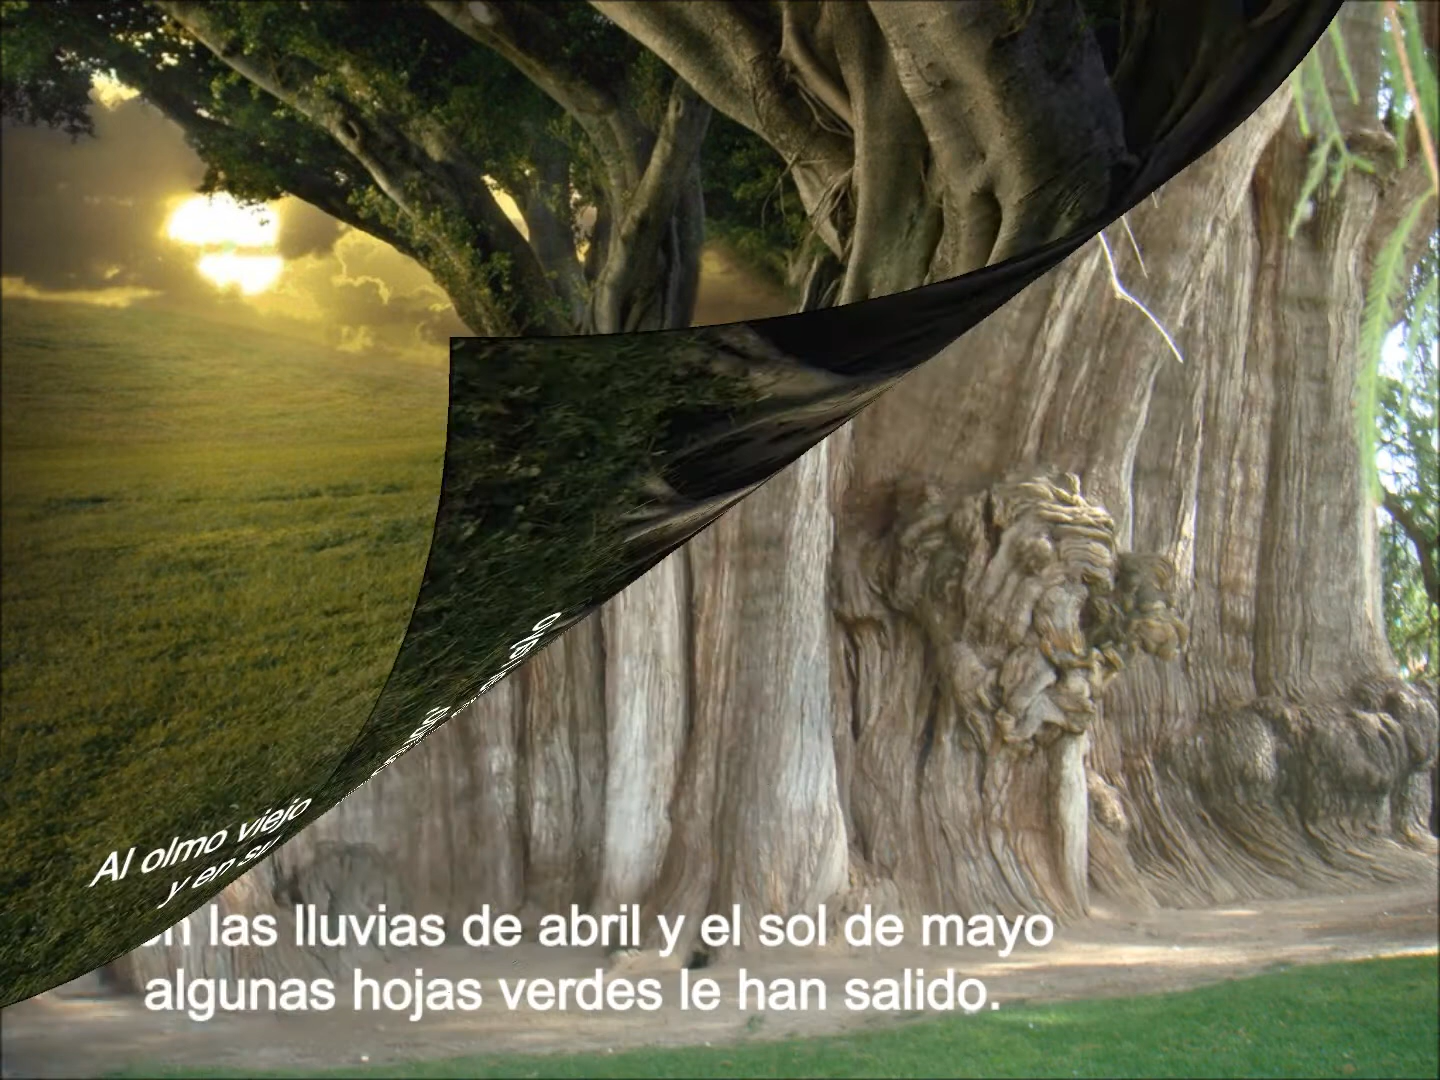 Al olmo viejo
y en su
las lluvias de abril y el sol de mayo
algunas hojas verdes le han salido.